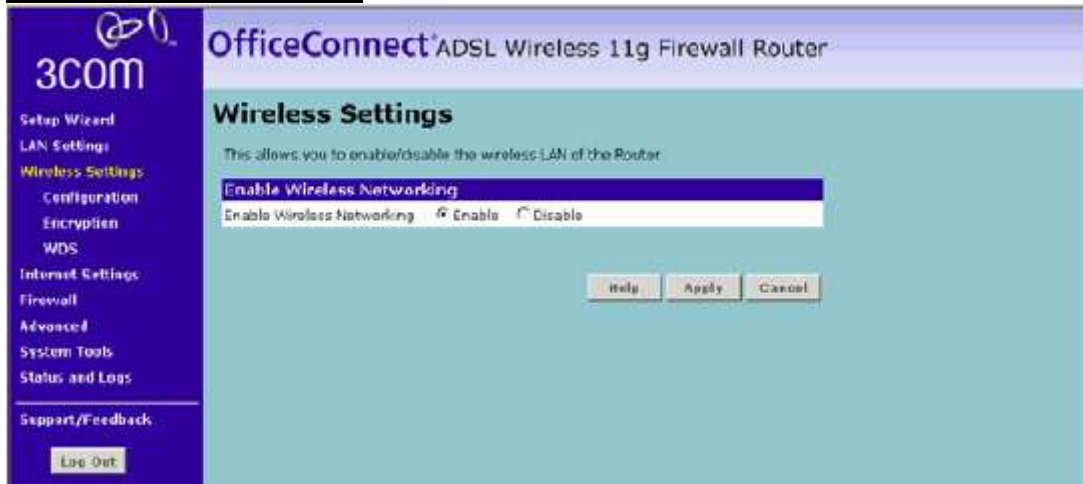 3COM
OfficeConnect ADSL Wireless 11g Firewall Router
Setup Wizard
LAN Settings
Wireless Settings
Configuration
Encryption
WDS
Internet Settings
Firewall
Advanced
System Tools
Status and Logs
Support/Feedback
Log Out
Wireless Settings
This allows you to enable/disable the wireless LAN of the Router
Enable Wireless Networking
Enable Wireless Networking Enable Disable
Help Apply Cancel